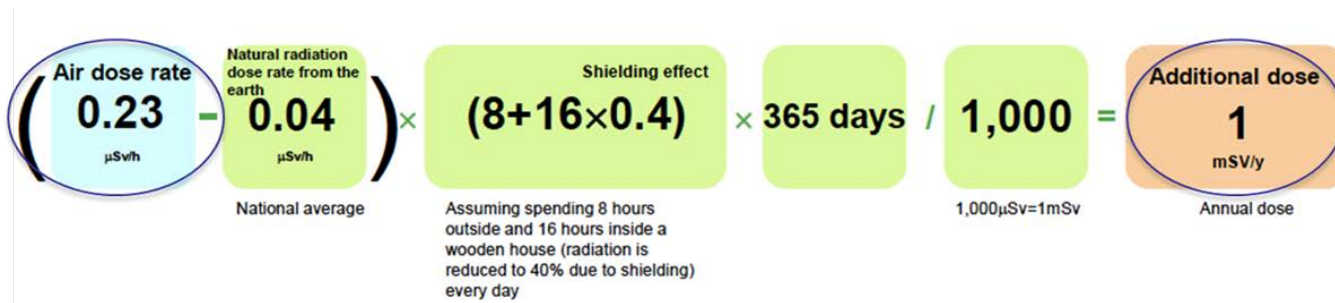 Air dose rate
( 0.23
μSv/h
-
Natural radiation
dose rate from the
earth
0.04
μSv/h
)
National average
×
Shielding effect
(8+16×0.4)
Assuming spending 8 hours
outside and 16 hours inside a
wooden house (radiation is
reduced to 40% due to shielding)
every day
× 365 days / 1,000
1,000μSv=1mSv
=
Additional dose
1
mSV/y
Annual dose